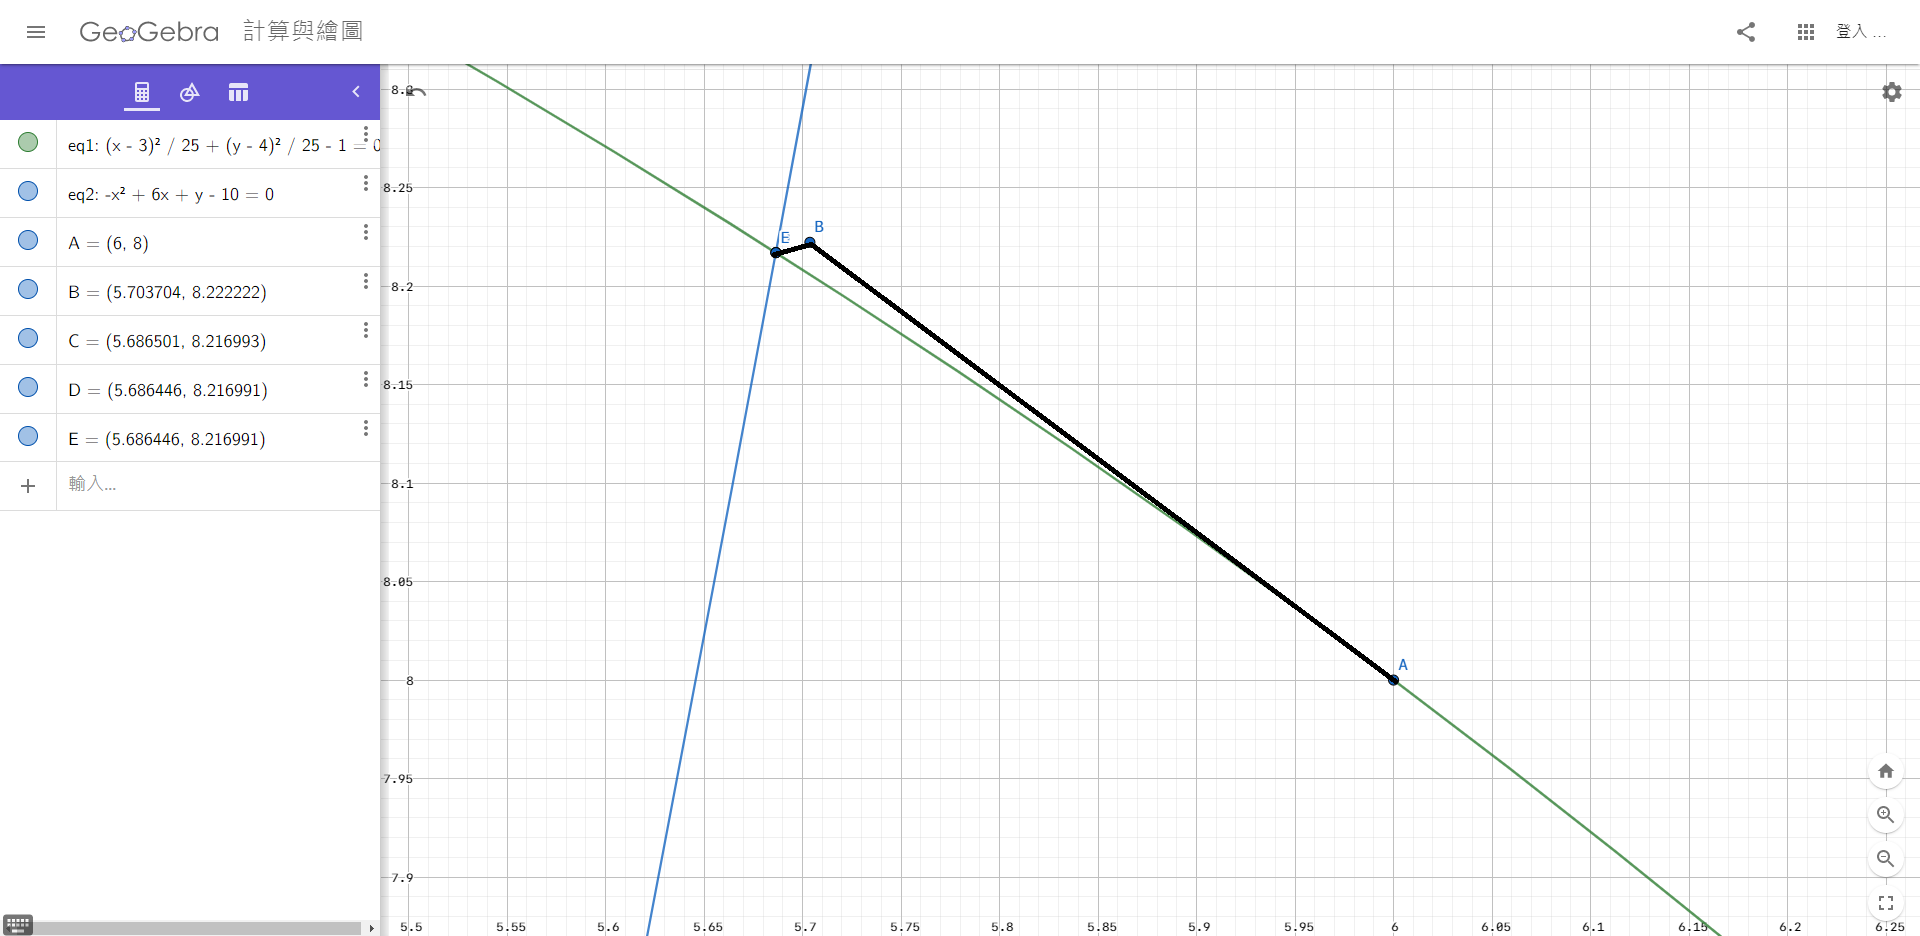 GeoGebra 計算與繪圖 登入 ...
eq1: (x - 3)² / 25 + (y - 4)² / 25 - 1 = 0
eq2: -x² + 6x + y - 10 = 0
A = (6, 8)
B = (5.703704, 8.222222)
C = (5.686501, 8.216993)
D = (5.686446, 8.216991)
E = (5.686446, 8.216991)
輸入...
8.3
8.25
8.2
8.15
8.1
8.05
8
7.95
7.9
E
B
A
5.5 5.55 5.6 5.65 5.7 5.75 5.8 5.85 5.9 5.95 6 6.05 6.1 6.15 6.2 6.25